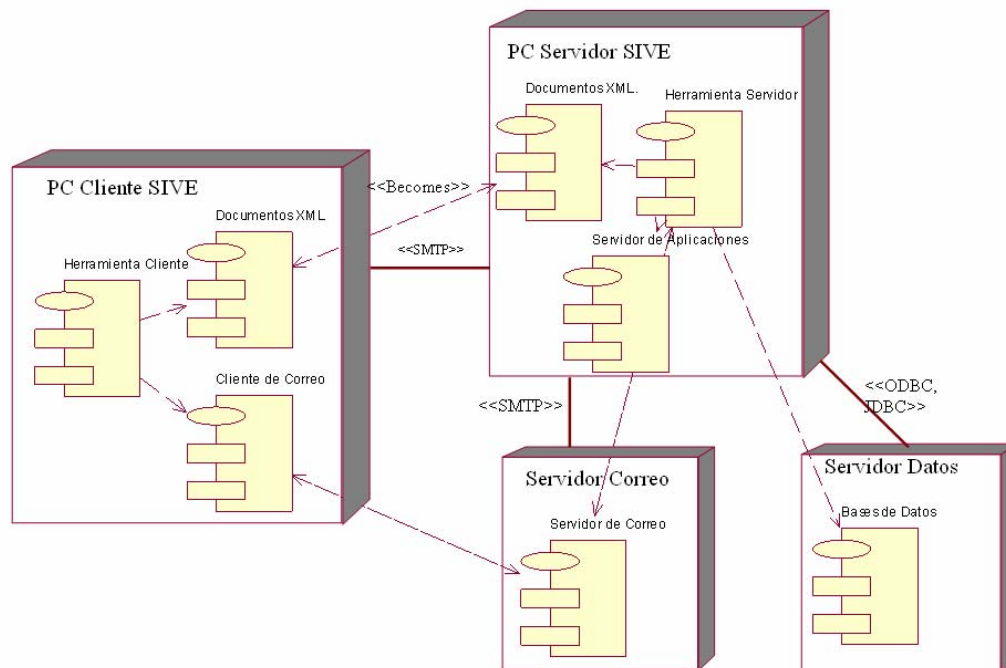 PC Servidor SIVE
Documentos XML.
Herramienta Servidor
PC Cliente SIVE
<<Becomes>>
Documentos XML
Servidor de Aplicaciones
<<SMTP>>
Herramienta Cliente
Cliente de Correo
<<SMTP>>
<<ODBC,
JDBC>>
Servidor Correo
Servidor Datos
Servidor de Correo
Bases de Datos